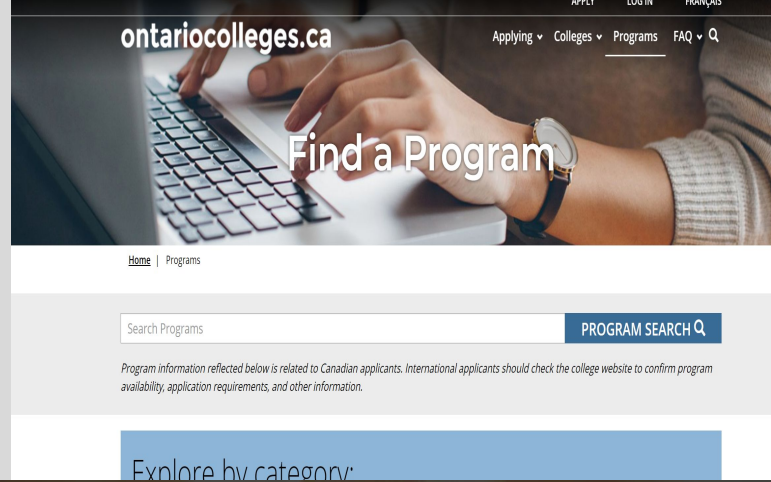 APPLY LOG IN FRANÇAIS
ontariocolleges.ca
Applying Colleges Programs FAQ
Find a Program
Home | Programs
Search Programs
PROGRAM SEARCH
Program information reflected below is related to Canadian applicants. International applicants should check the college website to confirm program
availability, application requirements, and other information.
Explore by category: